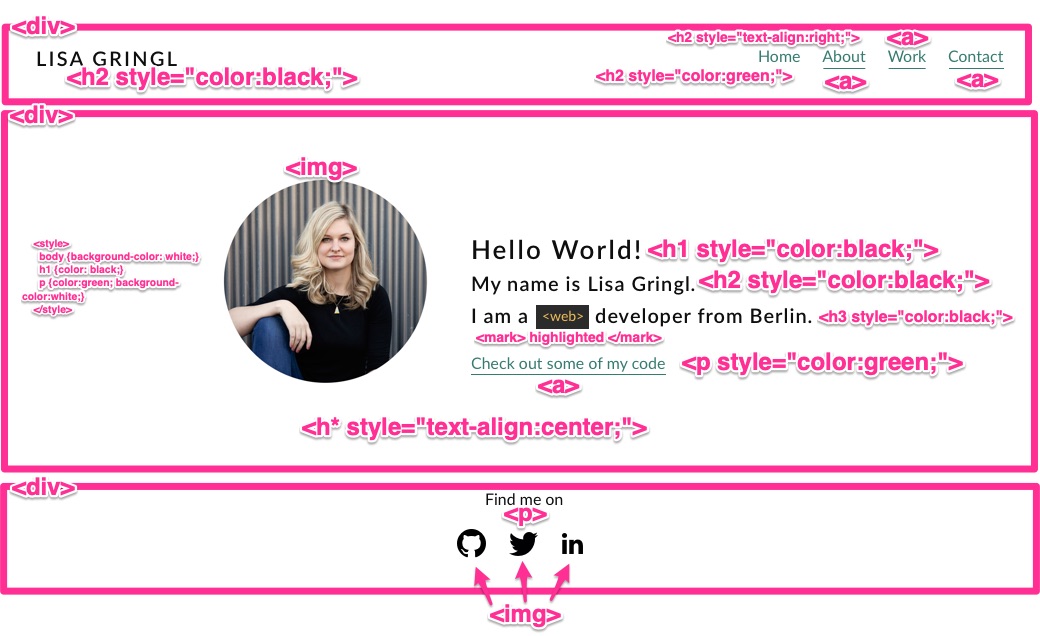 <div>
<h2 style="text-align:right;"> <a>
LISA GRINGL Home About Work Contact
<h2 style="color:black;"> <h2 style="color:green;"> <a> <a>
<div>
<img>
<style>
body {background-color: white;}
h1 {color: black;}
p {color:green; background-
color:white;}
</style>
Hello World! <h1 style="color:black;">
My name is Lisa Gringl. <h2 style="color:black;">
I am a <web> developer from Berlin. <h3 style="color:black;">
<mark> highlighted </mark>
Check out some of my code <p style="color:green;">
<a>
<h* style="text-align:center;">
<div>
Find me on
<p>
in
<img>